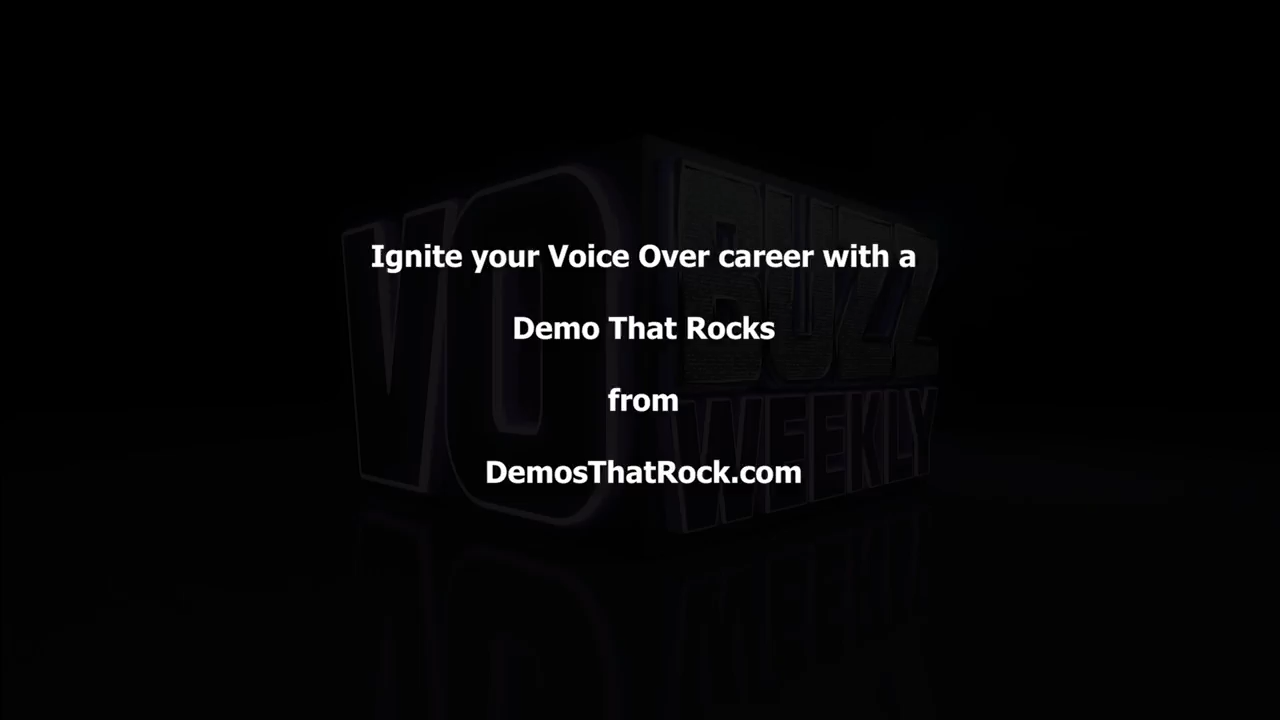 Ignite your Voice Over career with a
Demo That Rocks
from
DemosThatRock.com
VO BUZZ
WEEKLY